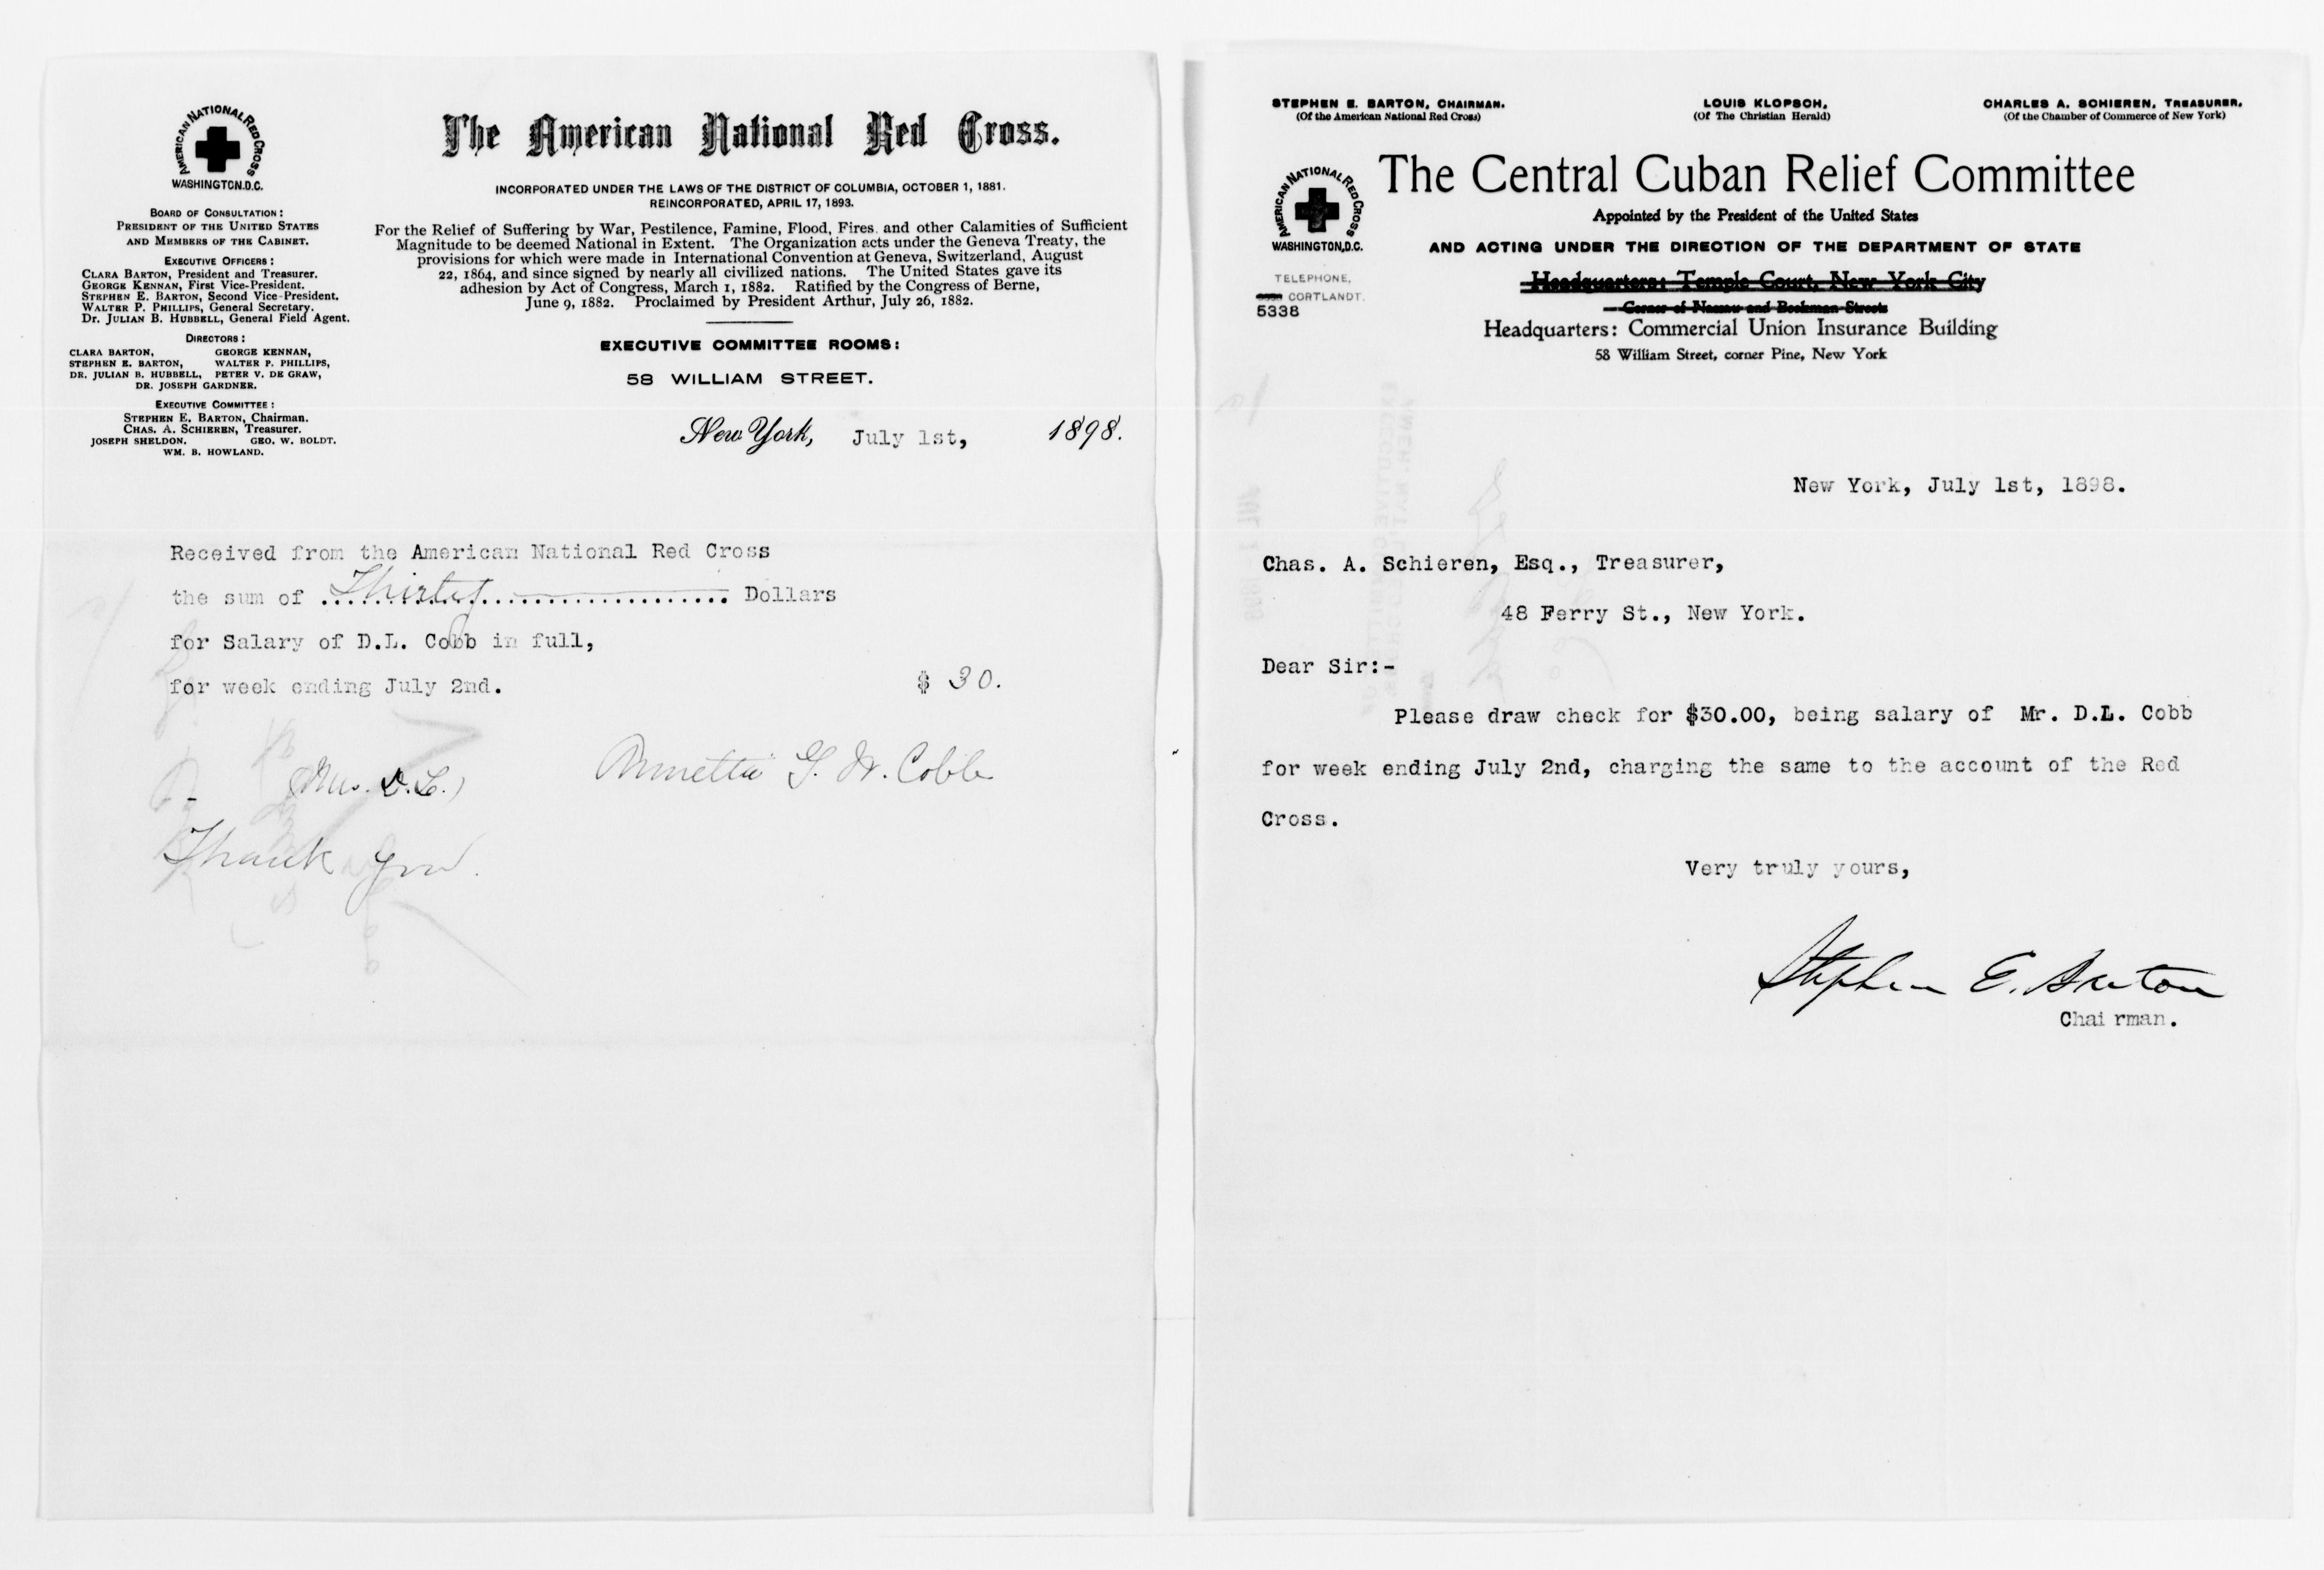 AMERICAN NATIONAL RED CROSS
WASHINGTON.D.C.
BOARD OF CONSULTATION:
PRESIDENT OF THE UNITED STATES
AND MEMBERS OF THE CABINET.
EXECUTIVE OFFICERS:
CLARA BARTON, President and Treasurer.
GEORGE KENNAN, First Vice-President.
STEPHEN E. BARTON, Second Vice-President.
WALTER P. PHILLIPS, General Secretary.
Dr. JULIAN B. HUBBELL, General Field Agent.
DIRECTORS:
CLARA BARTON, GEORGE KENNAN,
STEPHEN E. BARTON, WALTER P. PHILLIPS,
DR. JULIAN B. HUBBELL, PETER V. DE GRAW,
DR. JOSEPH GARDNER.
EXECUTIVE COMMITTEE:
STEPHEN E. BARTON, Chairman.
CHAS. A. SCHIEREN, Treasurer.
JOSEPH SHELDON. GEO. W. BOLDT.
WM. B. HOWLAND.
The American National Red Cross.
INCORPORATED UNDER THE LAWS OF THE DISTRICT OF COLUMBIA, OCTOBER 1, 1881.
REINCORPORATED, APRIL 17, 1893.
For the Relief of Suffering by War, Pestilence, Famine, Flood, Fires. and other Calamities of Sufficient
Magnitude to be deemed National in Extent. The Organization acts under the Geneva Treaty, the
provisions for which were made in International Convention at Geneva, Switzerland, August
22, 1864, and since signed by nearly all civilized nations. The United States gave its
adhesion by Act of Congress, March 1, 1882. Ratified by the Congress of Berne,
June 9, 1882. Proclaimed by President Arthur, July 26, 1882.
EXECUTIVE COMMITTEE ROOMS:
58 WILLIAM STREET.
New York, July 1st, 1898.
Received from the American National Red Cross
the sum of Thirty Dollars
for Salary of D.L. Cobb in full,
for week ending July 2nd. $ 30.
(Mrs. D.L.) Annetta G. W. Cobb
Thank you.
STEPHEN E. BARTON, CHAIRMAN. LOUIS KLOPSCH, CHARLES A. SCHIEREN, TREASURER,
(Of the American National Red Cross) (Of The Christian Herald) (Of the Chamber of Commerce of New York)
AMERICAN NATIONAL RED CROSS
WASHINGTON,D.C.
The Central Cuban Relief Committee
Appointed by the President of the United States
AND ACTING UNDER THE DIRECTION OF THE DEPARTMENT OF STATE
TELEPHONE,
CORTLANDT.
5338
Headquarters: Temple Court, New York City
Corner of Nassau and Beekman Streets
Headquarters: Commercial Union Insurance Building
58 William Street, corner Pine, New York
New York, July 1st, 1898.
Chas. A. Schieren, Esq., Treasurer,
48 Ferry St., New York.
Dear Sir:-
Please draw check for $30.00, being salary of Mr. D.L. Cobb
for week ending July 2nd, charging the same to the account of the Red
Cross.
Very truly yours,
Stephen E. Barton
Chairman.